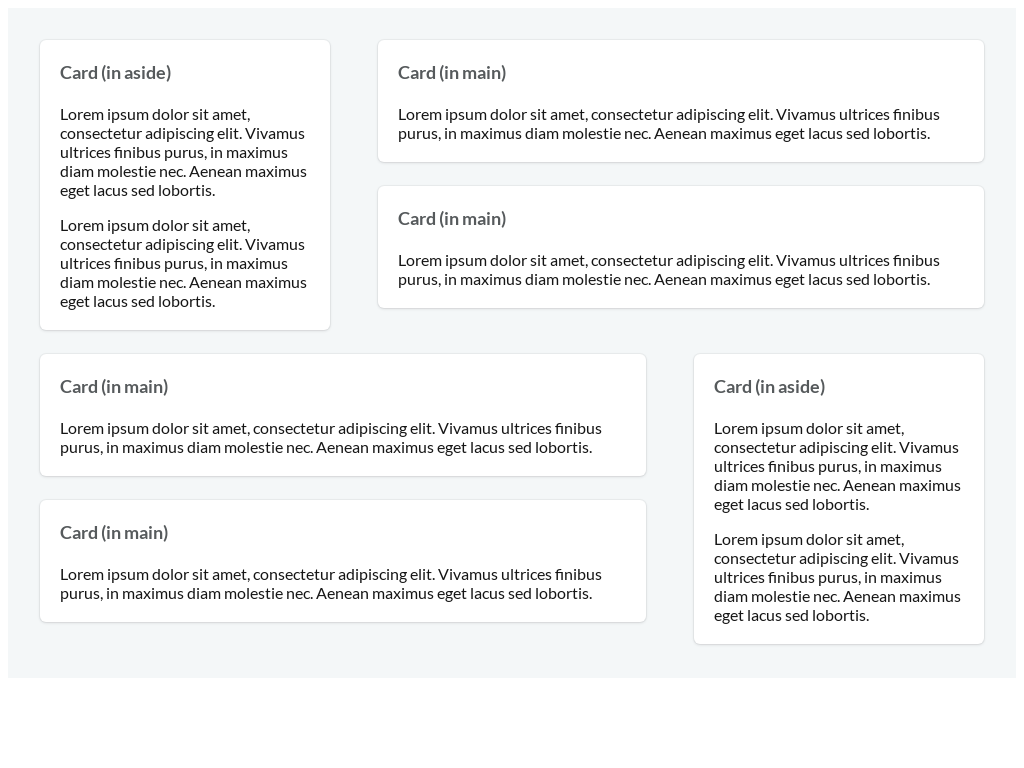 Card (in aside)
Lorem ipsum dolor sit amet,
consectetur adipiscing elit. Vivamus
ultrices finibus purus, in maximus
diam molestie nec. Aenean maximus
eget lacus sed lobortis.
Lorem ipsum dolor sit amet,
consectetur adipiscing elit. Vivamus
ultrices finibus purus, in maximus
diam molestie nec. Aenean maximus
eget lacus sed lobortis.
Card (in main)
Lorem ipsum dolor sit amet, consectetur adipiscing elit. Vivamus ultrices finibus
purus, in maximus diam molestie nec. Aenean maximus eget lacus sed lobortis.
Card (in main)
Lorem ipsum dolor sit amet, consectetur adipiscing elit. Vivamus ultrices finibus
purus, in maximus diam molestie nec. Aenean maximus eget lacus sed lobortis.
Card (in main)
Lorem ipsum dolor sit amet, consectetur adipiscing elit. Vivamus ultrices finibus
purus, in maximus diam molestie nec. Aenean maximus eget lacus sed lobortis.
Card (in main)
Lorem ipsum dolor sit amet, consectetur adipiscing elit. Vivamus ultrices finibus
purus, in maximus diam molestie nec. Aenean maximus eget lacus sed lobortis.
Card (in aside)
Lorem ipsum dolor sit amet,
consectetur adipiscing elit. Vivamus
ultrices finibus purus, in maximus
diam molestie nec. Aenean maximus
eget lacus sed lobortis.
Lorem ipsum dolor sit amet,
consectetur adipiscing elit. Vivamus
ultrices finibus purus, in maximus
diam molestie nec. Aenean maximus
eget lacus sed lobortis.